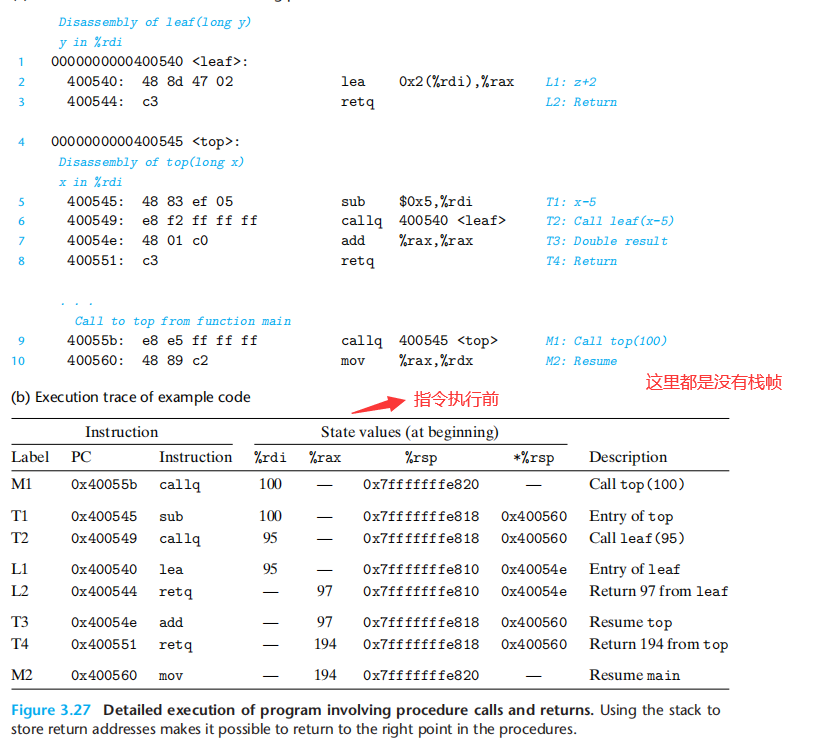 Disassembly of leaf(long y)
y in %rdi
1 0000000000400540 <leaf>:
2 400540: 48 8d 47 02 lea 0x2(%rdi),%rax L1: z+2
3 400544: c3 retq L2: Return
4 0000000000400545 <top>:
Disassembly of top(long x)
x in %rdi
5 400545: 48 83 ef 05 sub $0x5,%rdi T1: x-5
6 400549: e8 f2 ff ff ff callq 400540 <leaf> T2: Call leaf(x-5)
7 40054e: 48 01 c0 add %rax,%rax T3: Double result
8 400551: c3 retq T4: Return
. . .
Call to top from function main
9 40055b: e8 e5 ff ff ff callq 400545 <top> M1: Call top(100)
10 400560: 48 89 c2 mov %rax,%rdx M2: Resume
这里都是没有栈帧
(b) Execution trace of example code
指令执行前
Instruction State values (at beginning)
Label PC Instruction %rdi %rax %rsp *%rsp Description
M1 0x40055b callq 100 — 0x7fffffffe820 — Call top(100)
T1 0x400545 sub 100 — 0x7fffffffe818 0x400560 Entry of top
T2 0x400549 callq 95 — 0x7fffffffe818 0x400560 Call leaf(95)
L1 0x400540 lea 95 — 0x7fffffffe810 0x40054e Entry of leaf
L2 0x400544 retq — 97 0x7fffffffe810 0x40054e Return 97 from leaf
T3 0x40054e add — 97 0x7fffffffe818 0x400560 Resume top
T4 0x400551 retq — 194 0x7fffffffe818 0x400560 Return 194 from top
M2 0x400560 mov — 194 0x7fffffffe820 — Resume main
Figure 3.27 Detailed execution of program involving procedure calls and returns. Using the stack to
store return addresses makes it possible to return to the right point in the procedures.